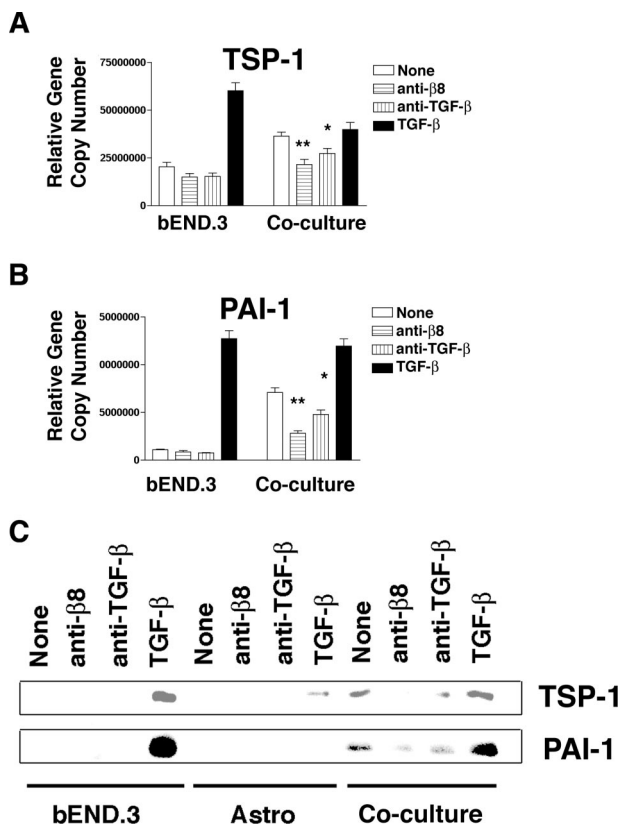 A
TSP-1
Relative Gene
Copy Number
75000000
50000000
25000000
0
None
anti-β8
anti-TGF-β
TGF-β
**
*
bEND.3
Co-culture
B
PAI-1
Relative Gene
Copy Number
5000000
0000000
5000000
0
None
anti-β8
anti-TGF-β
TGF-β
**
*
bEND.3
Co-culture
C
None
anti-β8
anti-TGF-β
TGF-β
None
anti-β8
anti-TGF-β
TGF-β
None
anti-β8
anti-TGF-β
TGF-β
TSP-1
PAI-1
bEND.3
Astro
Co-culture